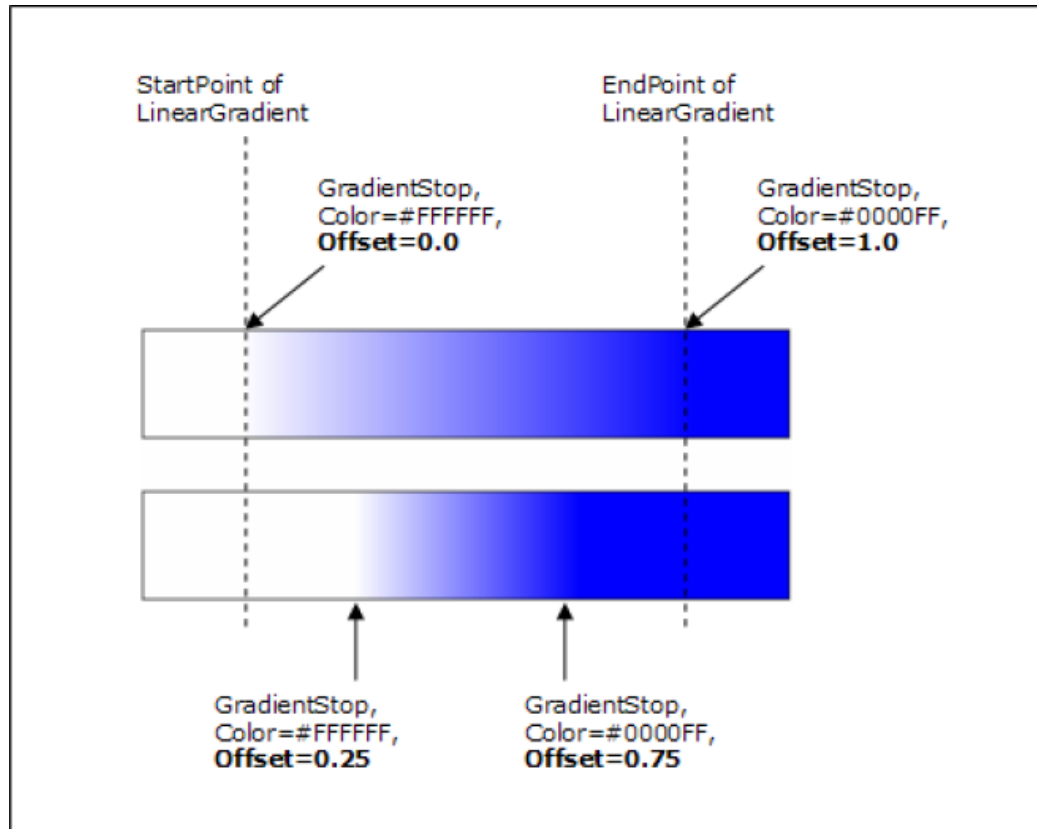 StartPoint of
LinearGradient
EndPoint of
LinearGradient
GradientStop,
Color=#FFFFFF,
Offset=0.0
GradientStop,
Color=#0000FF,
Offset=1.0
GradientStop,
Color=#FFFFFF,
Offset=0.25
GradientStop,
Color=#0000FF,
Offset=0.75